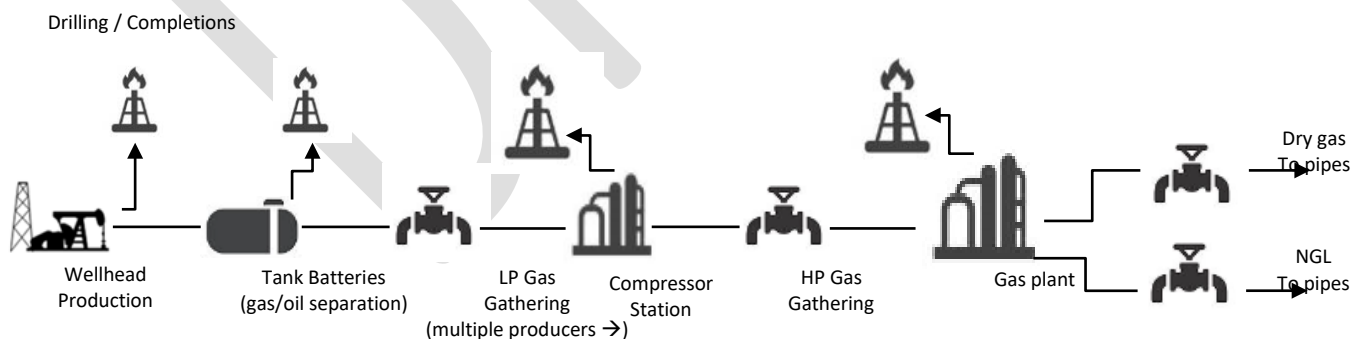 Drilling / Completions
Wellhead
Production
Tank Batteries
(gas/oil separation)
LP Gas
Gathering
(multiple producers →)
Compressor
Station
HP Gas
Gathering
Gas plant
Dry gas
To pipes
NGL
To pipes